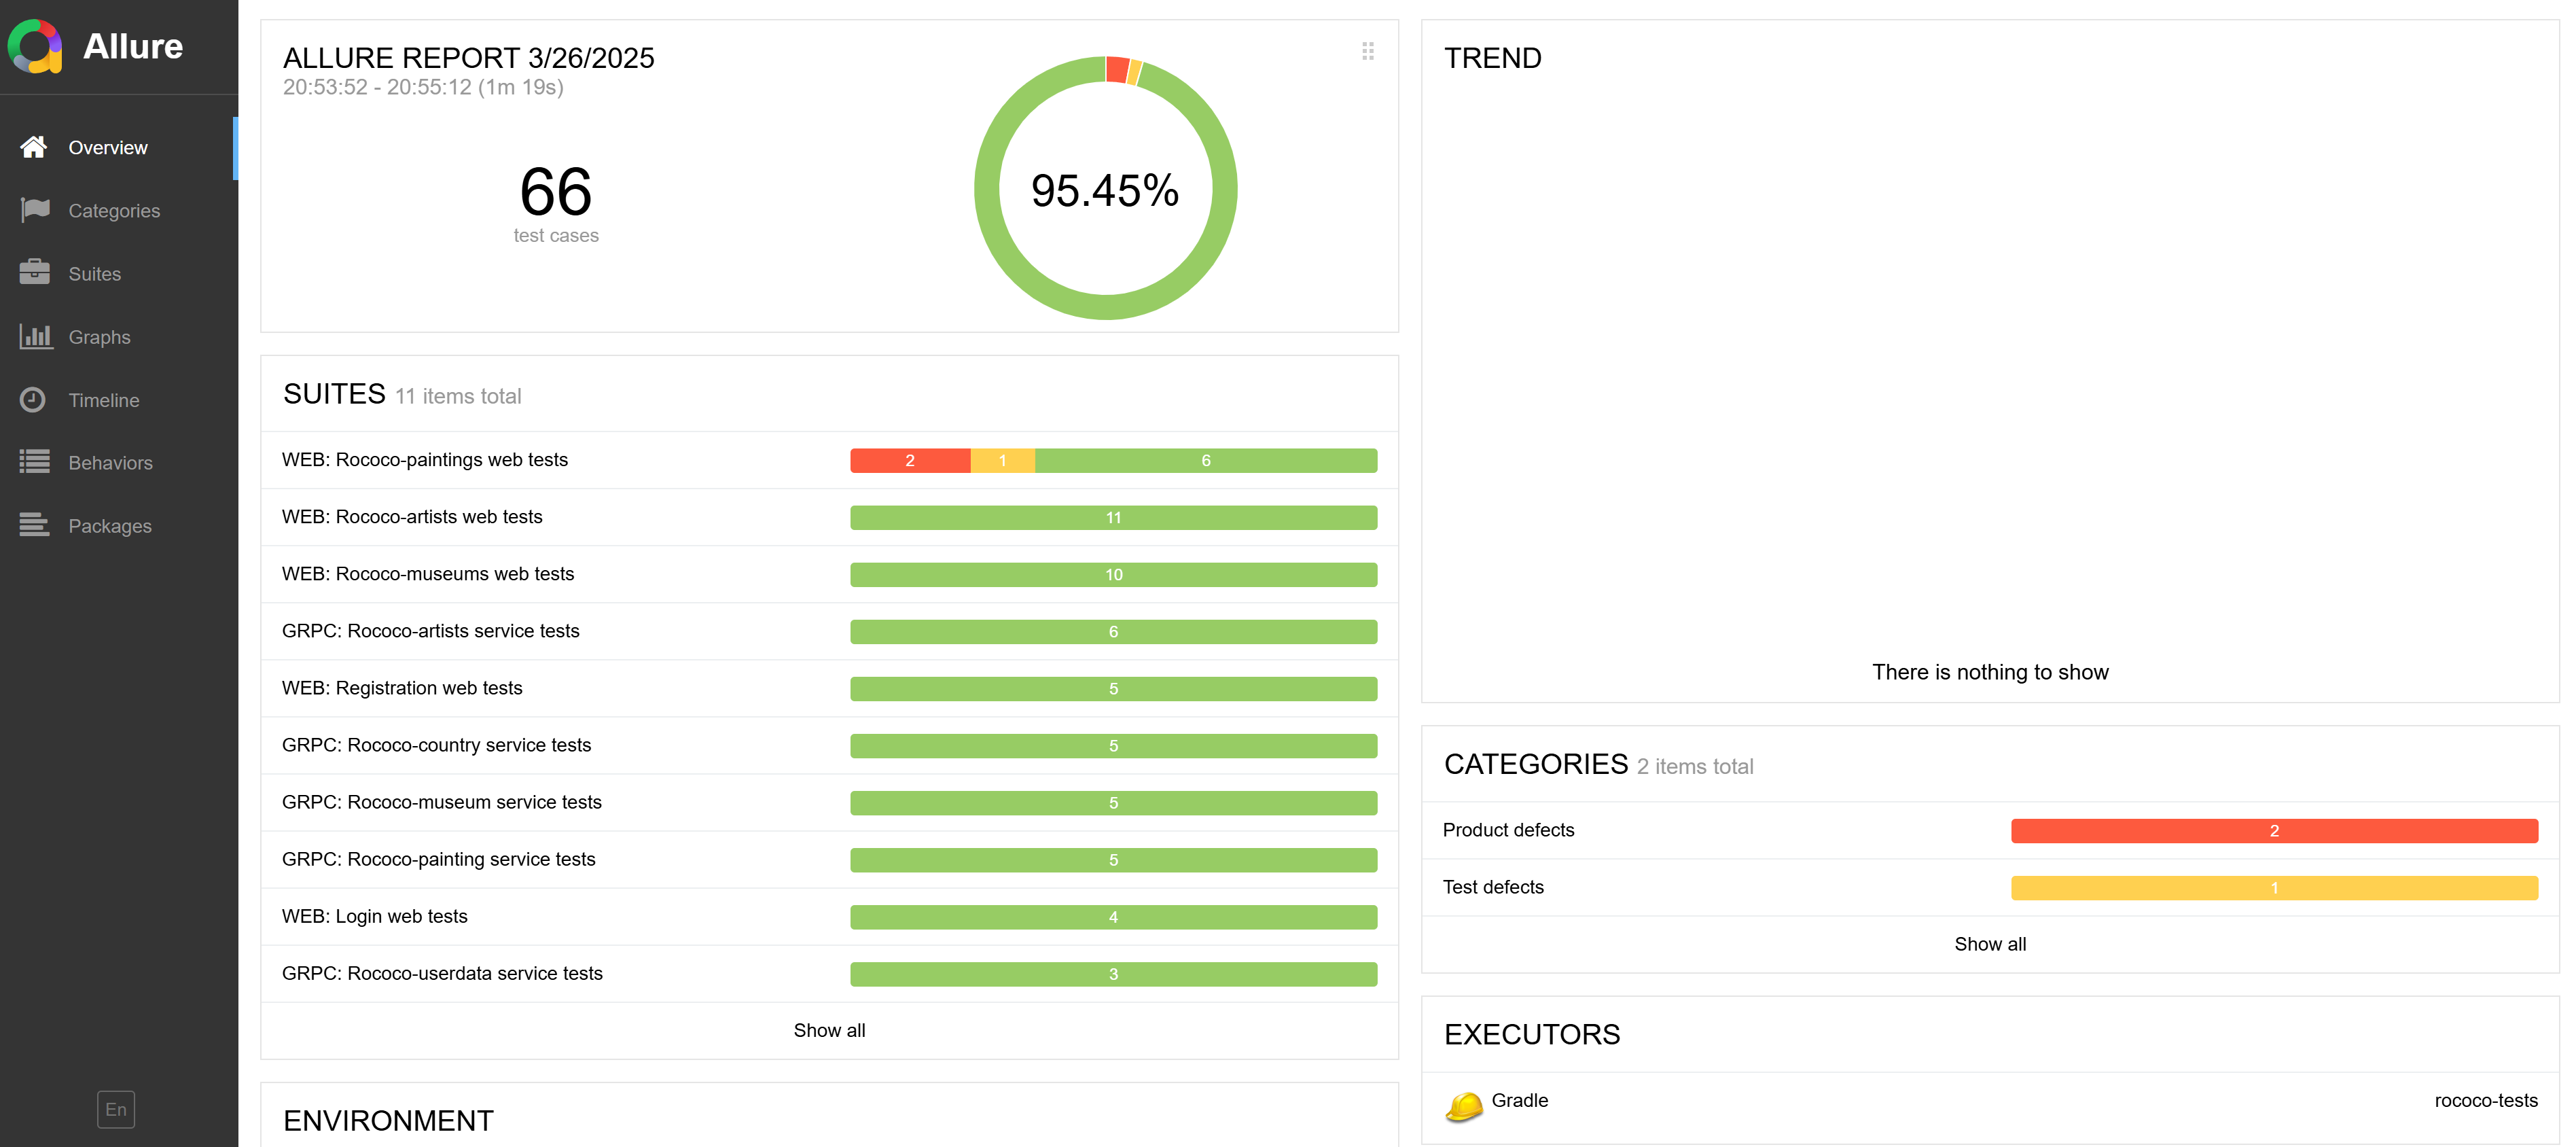 Allure
Overview
Categories
Suites
Graphs
Timeline
Behaviors
Packages
En
ALLURE REPORT 3/26/2025
20:53:52 - 20:55:12 (1m 19s)
66
test cases
95.45%
SUITES 11 items total
WEB: Rococo-paintings web tests 2 1 6
WEB: Rococo-artists web tests 11
WEB: Rococo-museums web tests 10
GRPC: Rococo-artists service tests 6
WEB: Registration web tests 5
GRPC: Rococo-country service tests 5
GRPC: Rococo-museum service tests 5
GRPC: Rococo-painting service tests 5
WEB: Login web tests 4
GRPC: Rococo-userdata service tests 3
Show all
ENVIRONMENT
TREND
There is nothing to show
CATEGORIES 2 items total
Product defects 2
Test defects 1
Show all
EXECUTORS
Gradle rococo-tests